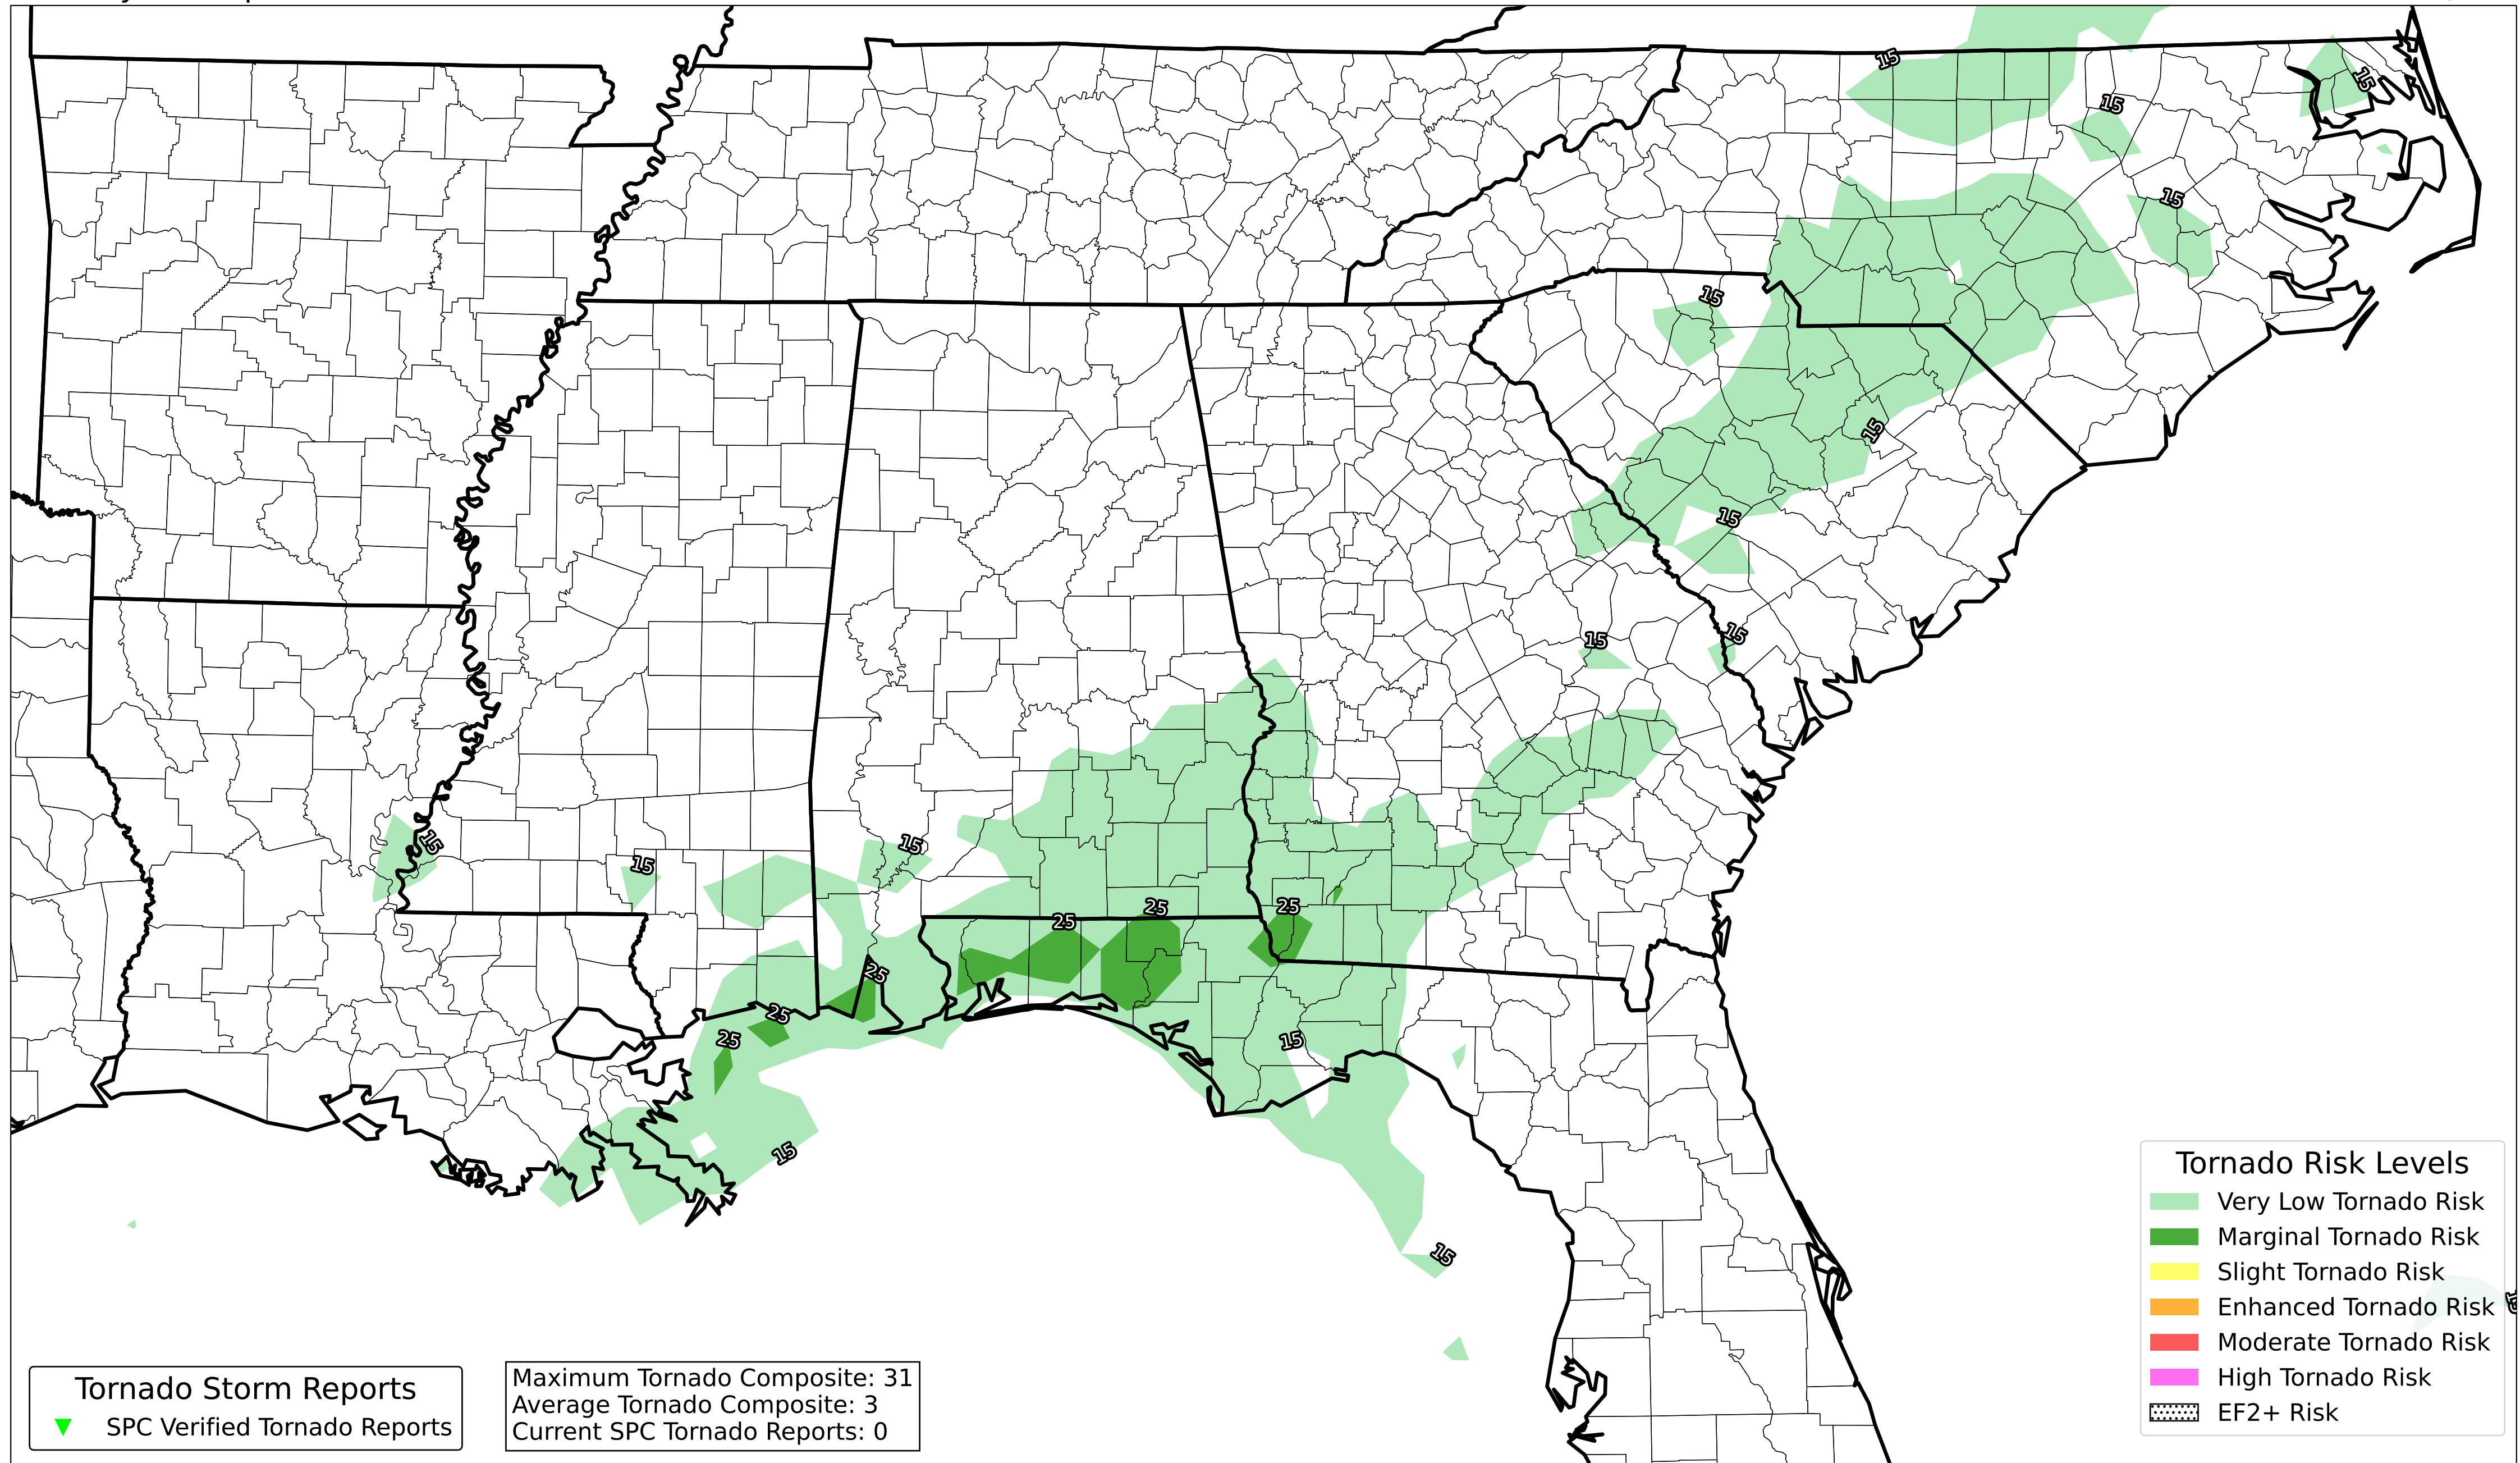 15
15
15
15
15
15
15
15
15
15
15
15
15
25
25
25
25
25
25
15
15
15
Tornado Risk Levels
Very Low Tornado Risk
Marginal Tornado Risk
Slight Tornado Risk
Enhanced Tornado Risk
Moderate Tornado Risk
High Tornado Risk
EF2+ Risk
Tornado Storm Reports
SPC Verified Tornado Reports
Maximum Tornado Composite: 31
Average Tornado Composite: 3
Current SPC Tornado Reports: 0